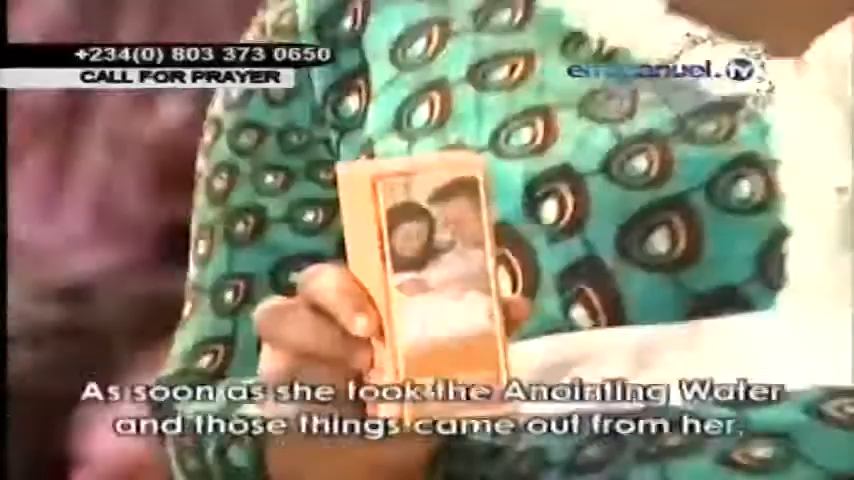 +234(0) 803 373 0650
CALL FOR PRAYER
emmanuel.TV
As soon as she took the Anointing Water
and those things came out from her,